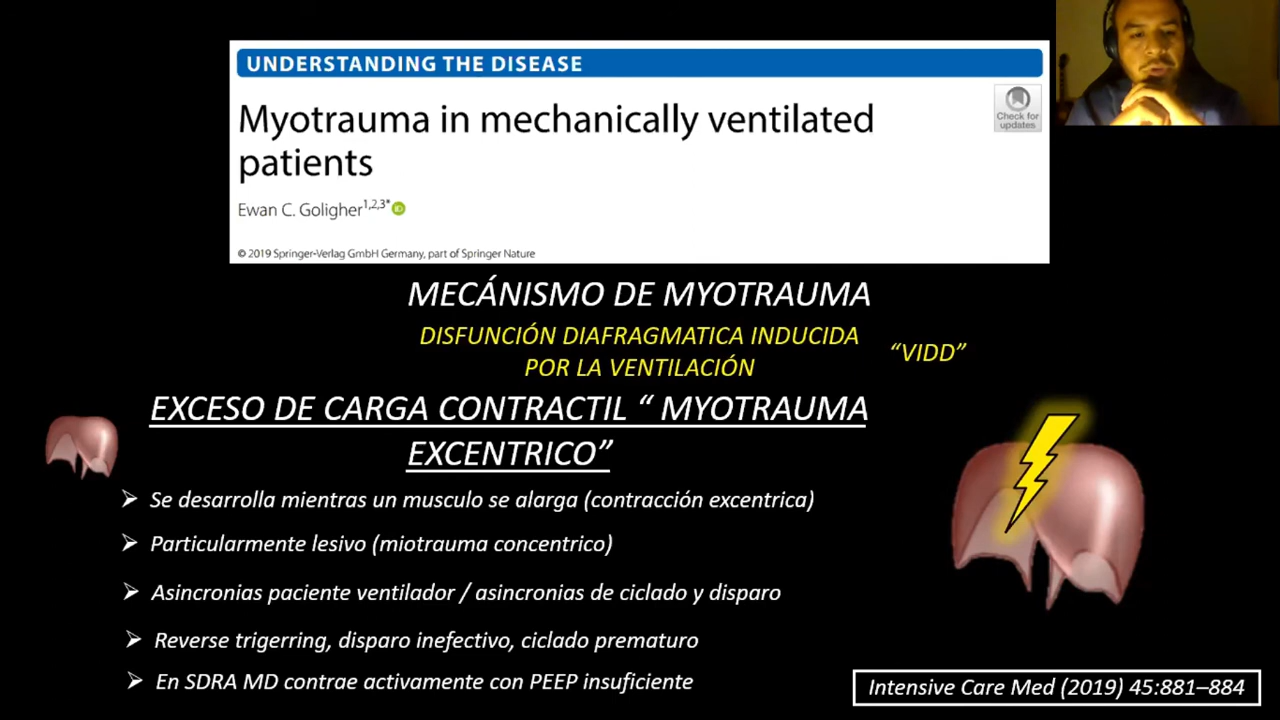 UNDERSTANDING THE DISEASE
Myotrauma in mechanically ventilated
patients
Check for
updates
Ewan C. Goligher1,2,3*
iD
© 2019 Springer-Verlag GmbH Germany, part of Springer Nature
MECÁNISMO DE MYOTRAUMA
DISFUNCIÓN DIAFRAGMATICA INDUCIDA
POR LA VENTILACIÓN
“VIDD”
EXCESO DE CARGA CONTRACTIL “ MYOTRAUMA
EXCENTRICO”
Se desarrolla mientras un musculo se alarga (contracción excentrica)
Particularmente lesivo (miotrauma concentrico)
Asincronias paciente ventilador / asincronias de ciclado y disparo
Reverse trigerring, disparo inefectivo, ciclado prematuro
En SDRA MD contrae activamente con PEEP insuficiente
Intensive Care Med (2019) 45:881–884